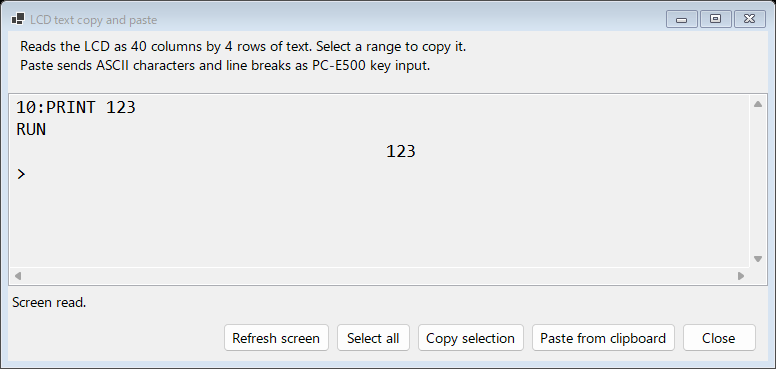 LCD text copy and paste
Reads the LCD as 40 columns by 4 rows of text. Select a range to copy it.
Paste sends ASCII characters and line breaks as PC-E500 key input.
10:PRINT 123
RUN
123
>
Screen read.
Refresh screen Select all Copy selection Paste from clipboard Close